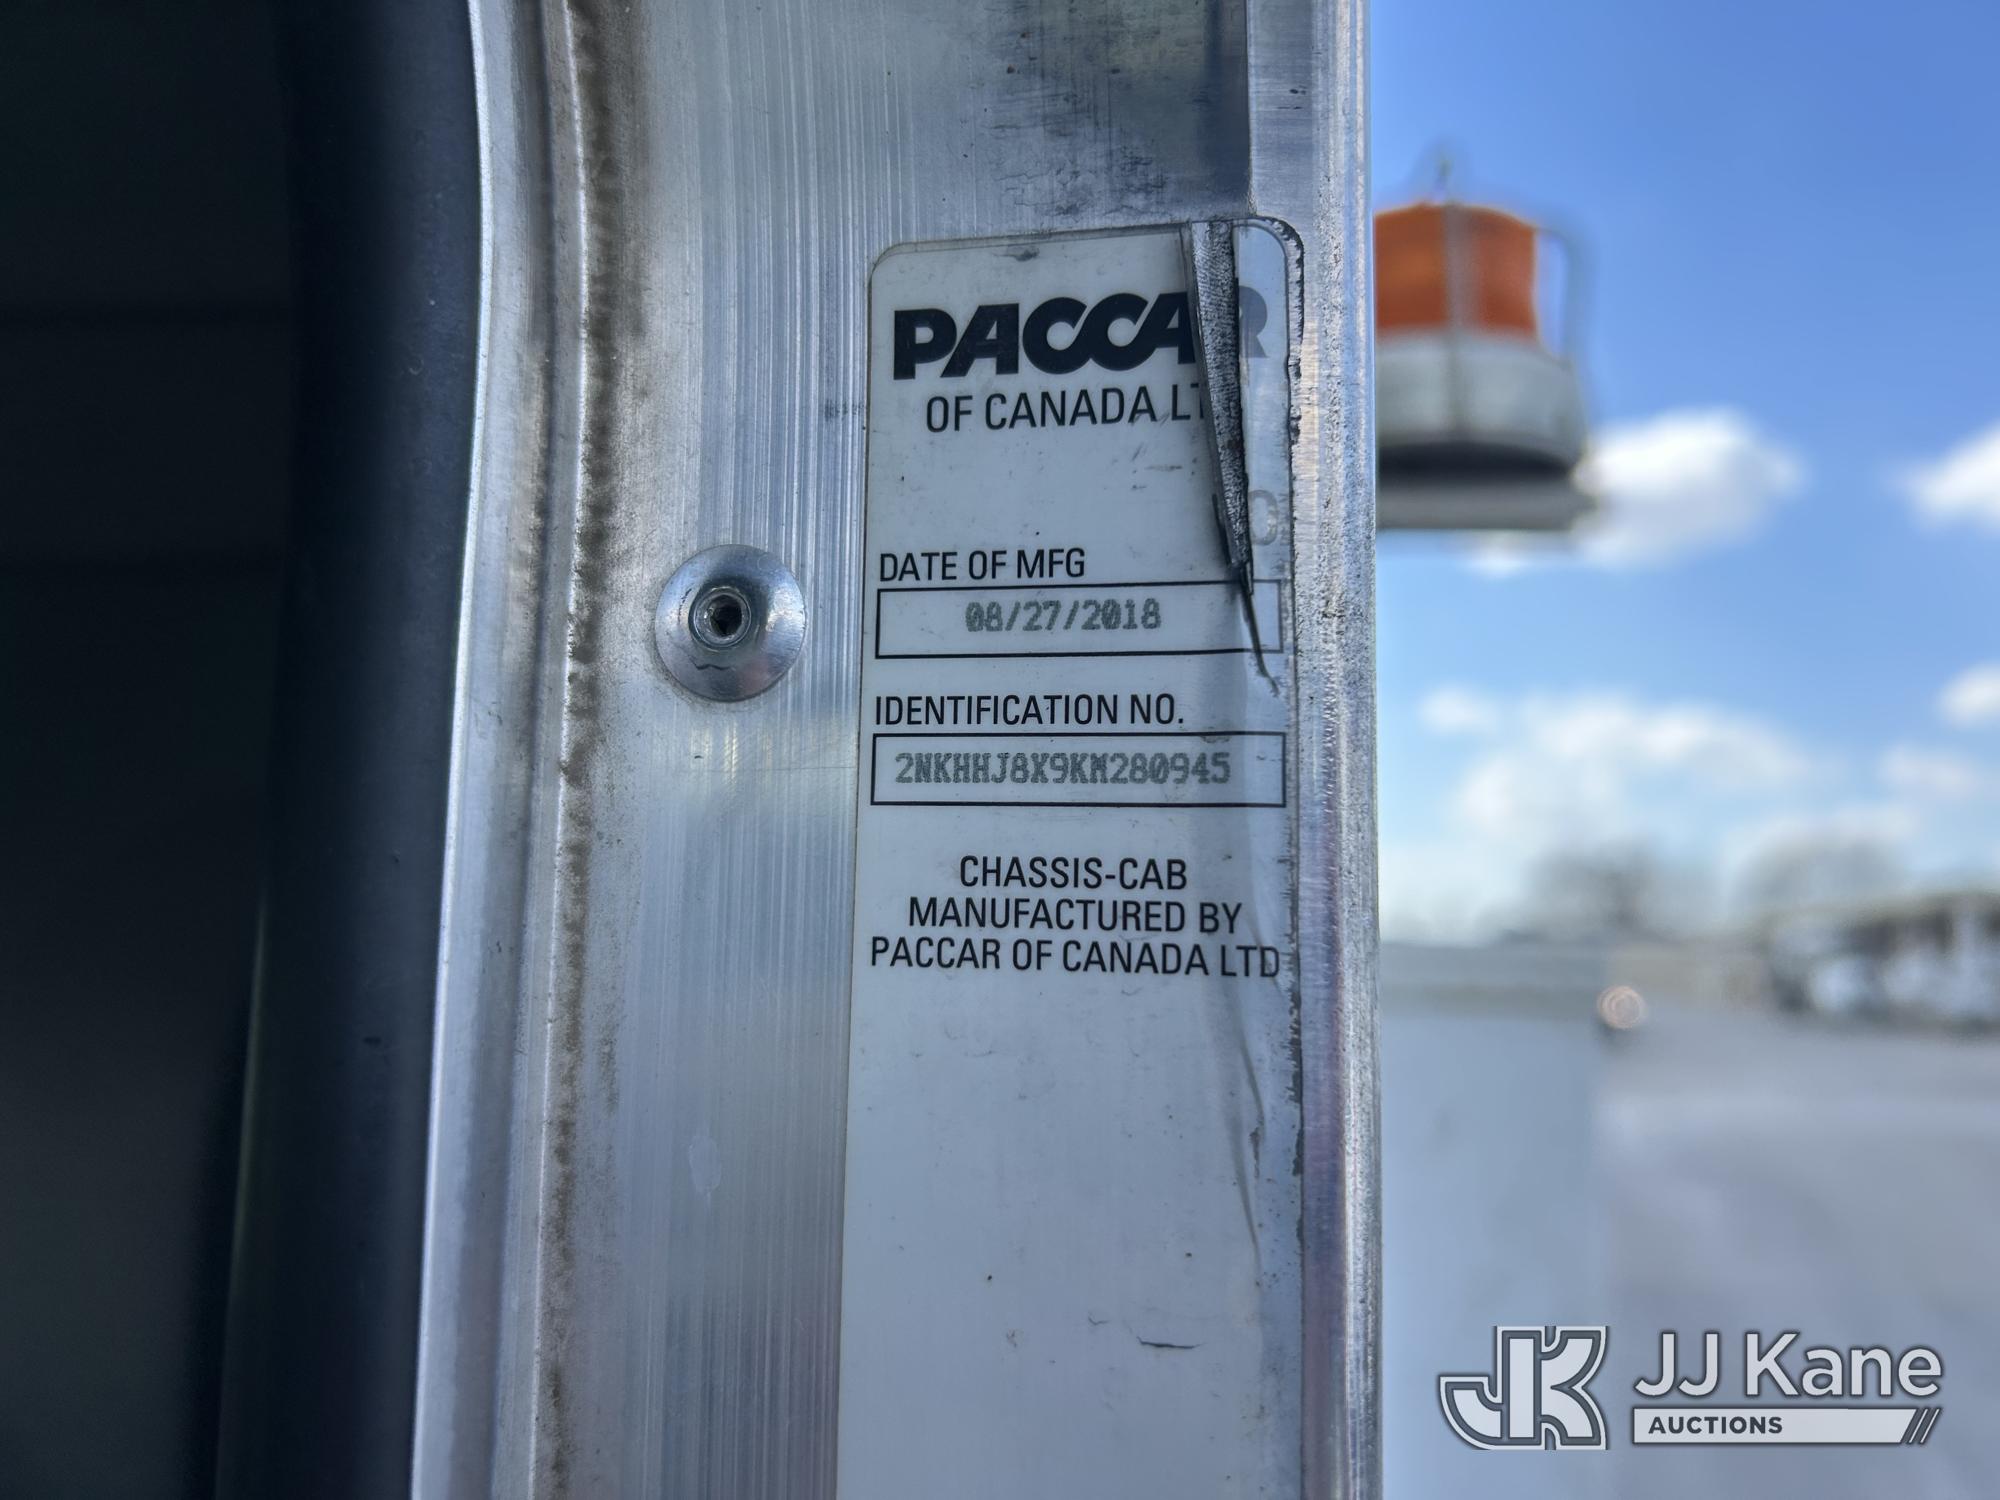 PACCAR
OF CANADA LT
DATE OF MFG
08/27/2018
IDENTIFICATION NO.
2NKHHJ8X9KM280945
CHASSIS-CAB
MANUFACTURED BY
PACCAR OF CANADA LTD
JK JJ Kane
AUCTIONS